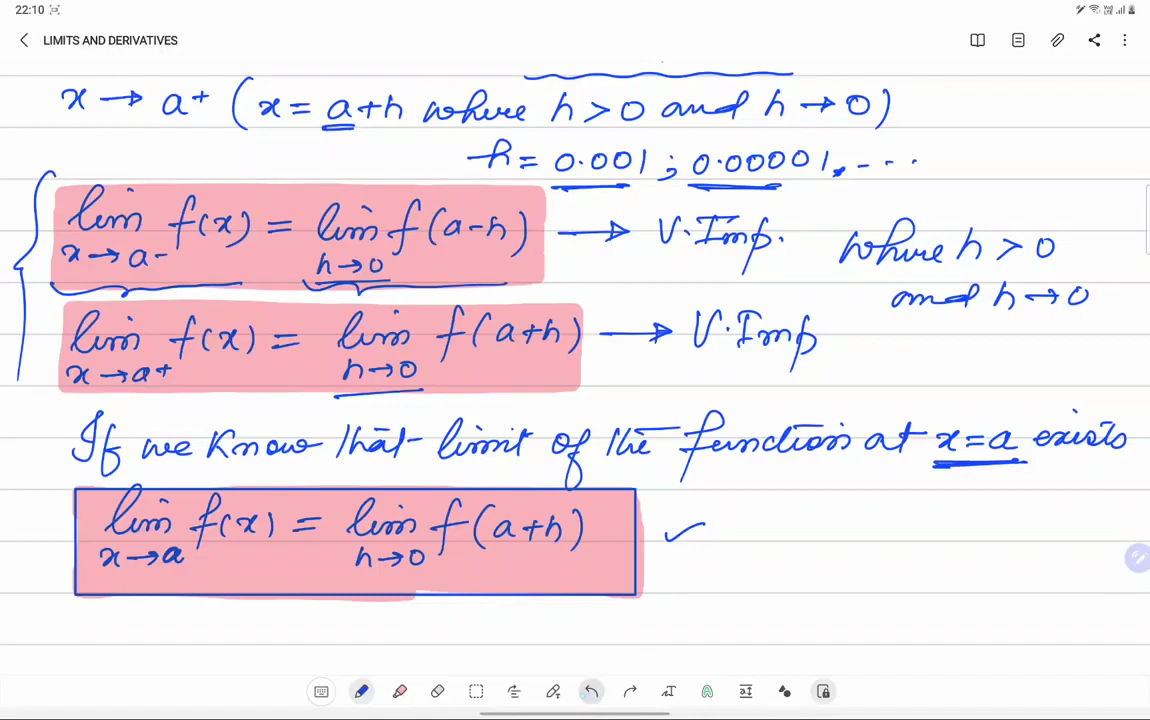 22:10
LIMITS AND DERIVATIVES
x → a+ (x = a+h where h > 0 and h → 0)
h = 0.001 ; 0.00001, - - - -
lim x→a- f(x) = lim h→0 f(a-h) → V.Imp. where h > 0
and h → 0
lim x→a+ f(x) = lim h→0 f(a+h) → V.Imp
If we know that limit of the function at x=a exists
lim x→a f(x) = lim h→0 f(a+h) ✓